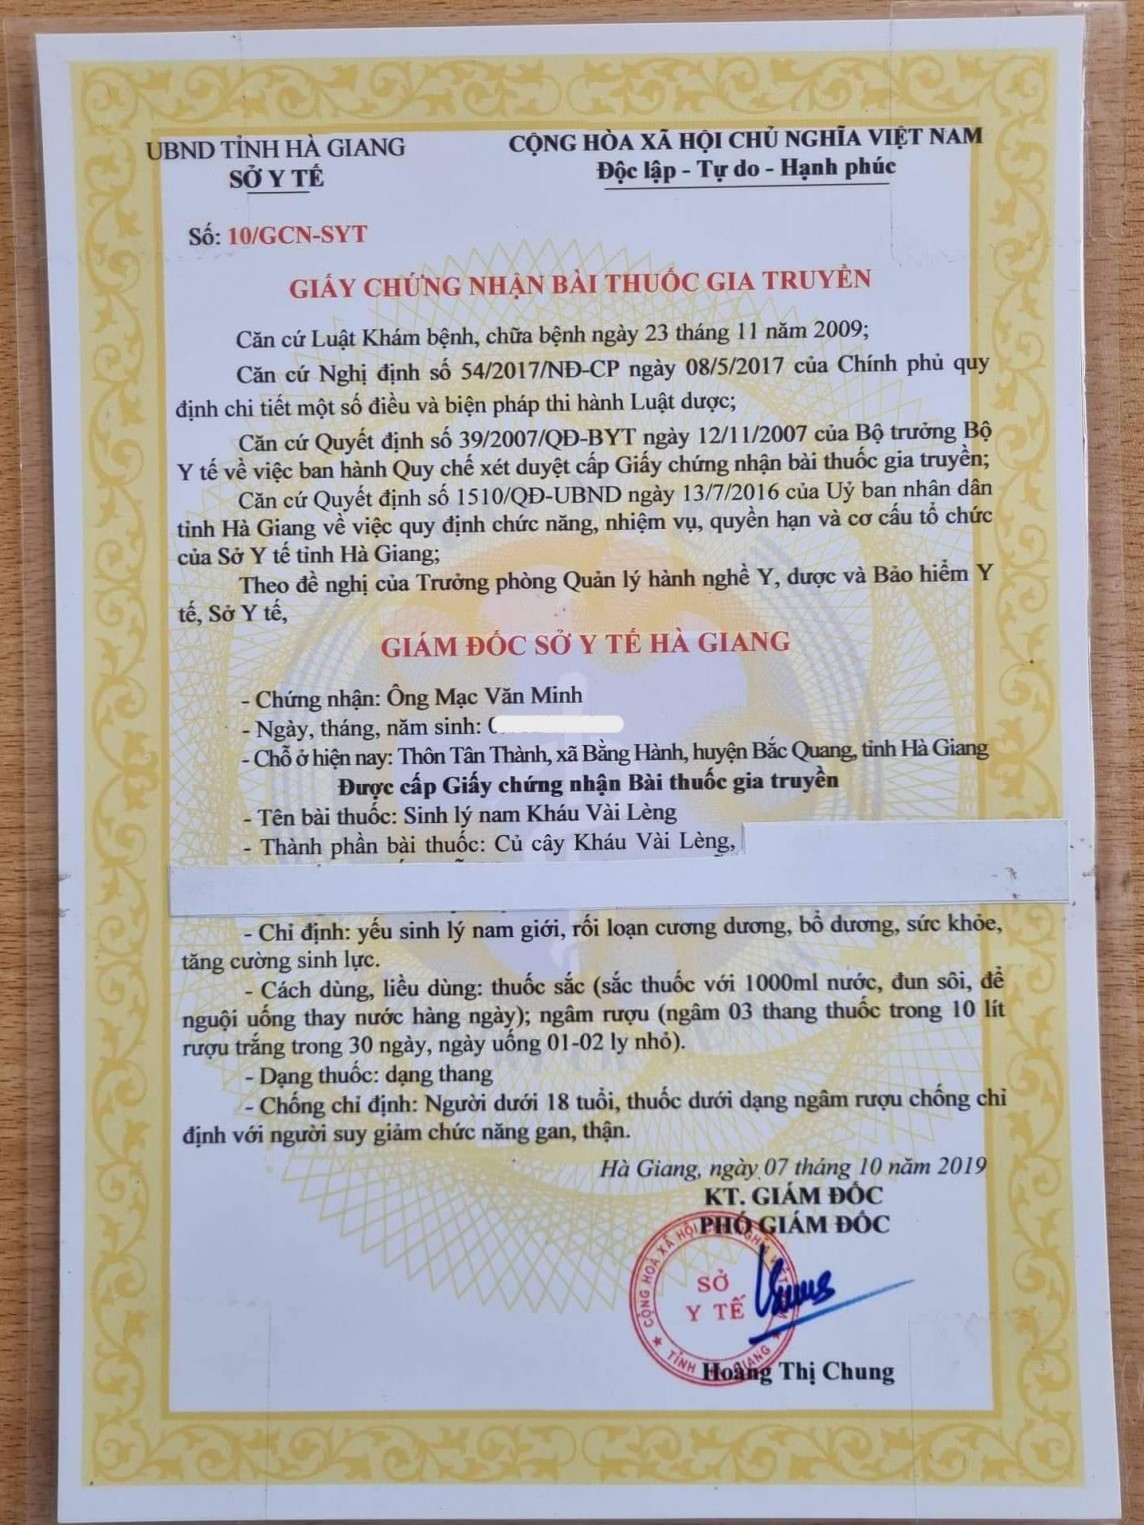 UBND TỈNH HÀ GIANG
SỞ Y TẾ
CỘNG HÒA XÃ HỘI CHỦ NGHĨA VIỆT NAM
Độc lập - Tự do - Hạnh phúc
Số: 10/GCN-SYT
GIẤY CHỨNG NHẬN BÀI THUỐC GIA TRUYỀN
Căn cứ Luật Khám bệnh, chữa bệnh ngày 23 tháng 11 năm 2009;
Căn cứ Nghị định số 54/2017/NĐ-CP ngày 08/5/2017 của Chính phủ quy
định chi tiết một số điều và biện pháp thi hành Luật dược;
Căn cứ Quyết định số 39/2007/QĐ-BYT ngày 12/11/2007 của Bộ trưởng Bộ
Y tế về việc ban hành Quy chế xét duyệt cấp Giấy chứng nhận bài thuốc gia truyền;
Căn cứ Quyết định số 1510/QĐ-UBND ngày 13/7/2016 của Uỷ ban nhân dân
tỉnh Hà Giang về việc quy định chức năng, nhiệm vụ, quyền hạn và cơ cấu tổ chức
của Sở Y tế tỉnh Hà Giang;
Theo đề nghị của Trưởng phòng Quản lý hành nghề Y, dược và Bảo hiểm Y
tế, Sở Y tế,
GIÁM ĐỐC SỞ Y TẾ HÀ GIANG
- Chứng nhận: Ông Mạc Văn Minh
- Ngày, tháng, năm sinh:
- Chỗ ở hiện nay: Thôn Tân Thành, xã Bằng Hành, huyện Bắc Quang, tỉnh Hà Giang
Được cấp Giấy chứng nhận Bài thuốc gia truyền
- Tên bài thuốc: Sinh lý nam Kháu Vài Lèng
- Thành phần bài thuốc: Củ cây Kháu Vài Lèng,
- Chỉ định: yếu sinh lý nam giới, rối loạn cương dương, bổ dương, sức khỏe,
tăng cường sinh lực.
- Cách dùng, liều dùng: thuốc sắc (sắc thuốc với 1000ml nước, đun sôi, để
nguội uống thay nước hàng ngày); ngâm rượu (ngâm 03 thang thuốc trong 10 lít
rượu trắng trong 30 ngày, ngày uống 01-02 ly nhỏ).
- Dạng thuốc: dạng thang
- Chống chỉ định: Người dưới 18 tuổi, thuốc dưới dạng ngâm rượu chống chỉ
định với người suy giảm chức năng gan, thận.
Hà Giang, ngày 07 tháng 10 năm 2019
KT. GIÁM ĐỐC
PHÓ GIÁM ĐỐC
SỞ
Y TẾ
Hoàng Thị Chung